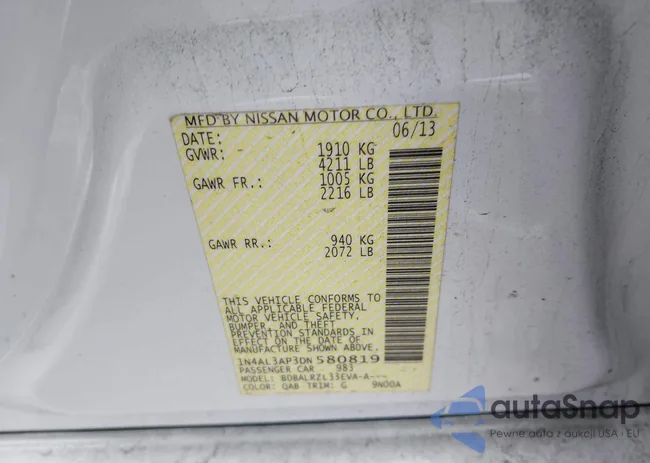 MFD BY NISSAN MOTOR CO., LTD.
DATE: 06/13
GVWR: 1910 KG
4211 LB
GAWR FR.: 1005 KG
2216 LB
GAWR RR.: 940 KG
2072 LB
THIS VEHICLE CONFORMS TO
ALL APPLICABLE FEDERAL
MOTOR VEHICLE SAFETY,
BUMPER, AND THEFT
PREVENTION STANDARDS IN
EFFECT ON THE DATE OF
MANUFACTURE SHOWN ABOVE.
1N4AL3AP3DN580819
PASSENGER CAR 983
MODEL: BDBALRZL33EVA-A---
COLOR: QAB TRIM: G 9N00A
autoSnap
Pewne auto z aukcji USA i EU